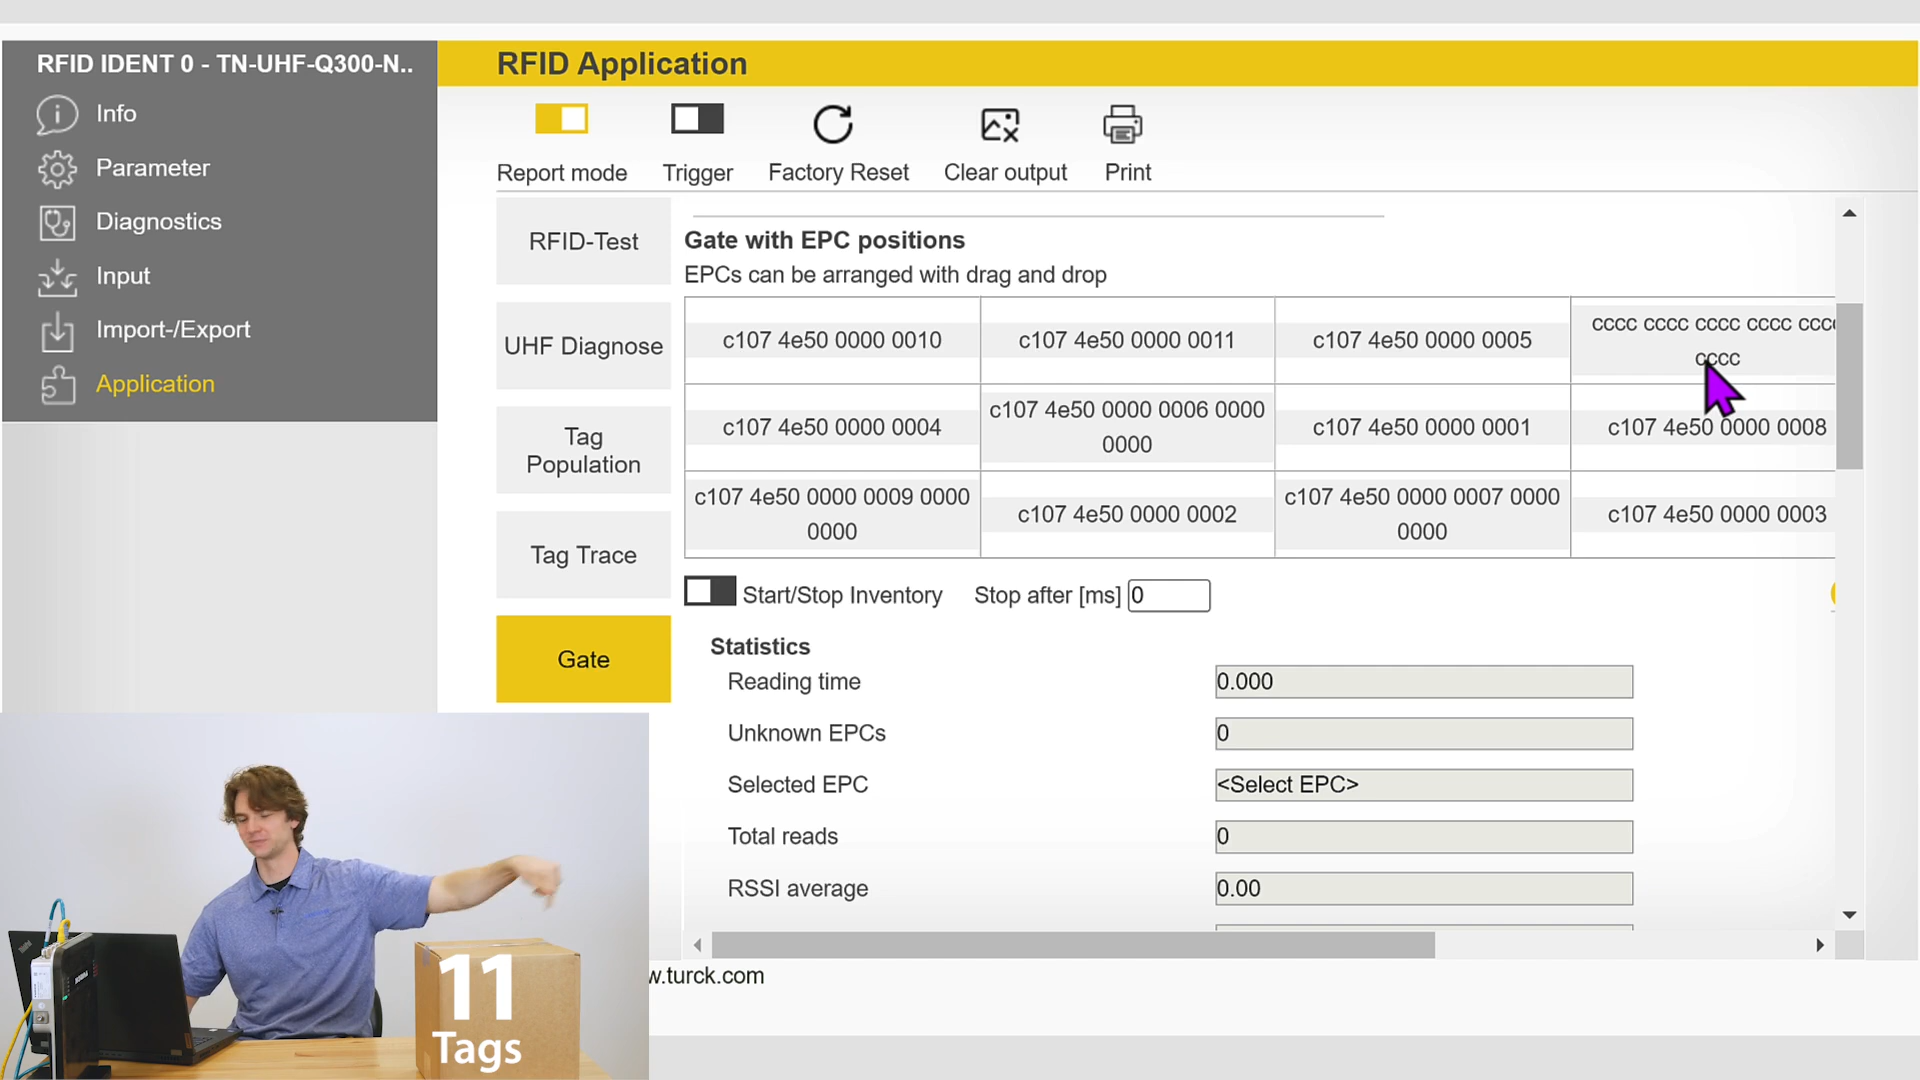 RFID IDENT 0 - TN-UHF-Q300-N..
Info
Parameter
Diagnostics
Input
Import-/Export
Application
RFID Application
Report mode
Trigger
Factory Reset
Clear output
Print
RFID-Test
UHF Diagnose
Tag
Population
Tag Trace
Gate
Gate with EPC positions
EPCs can be arranged with drag and drop
c107 4e50 0000 0010
c107 4e50 0000 0011
c107 4e50 0000 0005
cccc cccc cccc cccc cccc
cccc
c107 4e50 0000 0004
c107 4e50 0000 0006 0000
0000
c107 4e50 0000 0001
c107 4e50 0000 0008
c107 4e50 0000 0009 0000
0000
c107 4e50 0000 0002
c107 4e50 0000 0007 0000
0000
c107 4e50 0000 0003
Start/Stop Inventory
Stop after [ms] 0
Statistics
Reading time 0.000
Unknown EPCs 0
Selected EPC <Select EPC>
Total reads 0
RSSI average 0.00
w.turck.com
11
Tags